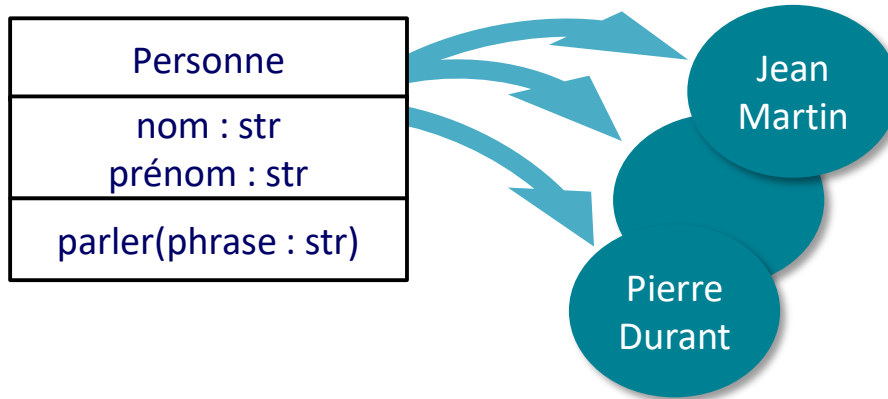 Personne
nom : str
prénom : str
parler(phrase : str)
Jean
Martin
Pierre
Durant